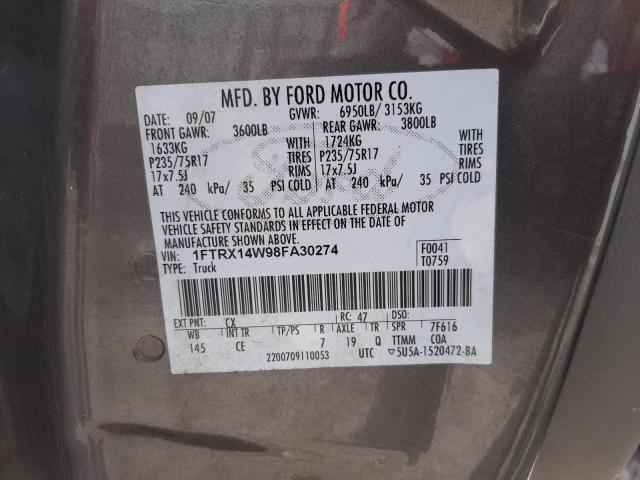 MFD. BY FORD MOTOR CO.
DATE: 09/07 GVWR: 6950LB/ 3153KG
FRONT GAWR: 3600LB REAR GAWR: 3800LB
1633KG WITH 1724KG WITH
P235/75R17 TIRES P235/75R17 TIRES
17x7.5J RIMS 17x7.5J RIMS
AT 240 kPa/ 35 PSI COLD AT 240 kPa/ 35 PSI COLD
THIS VEHICLE CONFORMS TO ALL APPLICABLE FEDERAL MOTOR
VEHICLE SAFETY STANDARDS IN EFFECT ON THE DATE OF
MANUFACTURE SHOWN ABOVE.
VIN: 1FTRX14W98FA30274 F0041
TYPE: Truck T0759
EXT PNT: CX RC: 47 DSO:
WB INT TR TP/PS R AXLE TR SPR 7F616
145 CE 7 19 Q TTMM COA
2200709110053 UTC ▽5U5A-1520472-BA
Ford